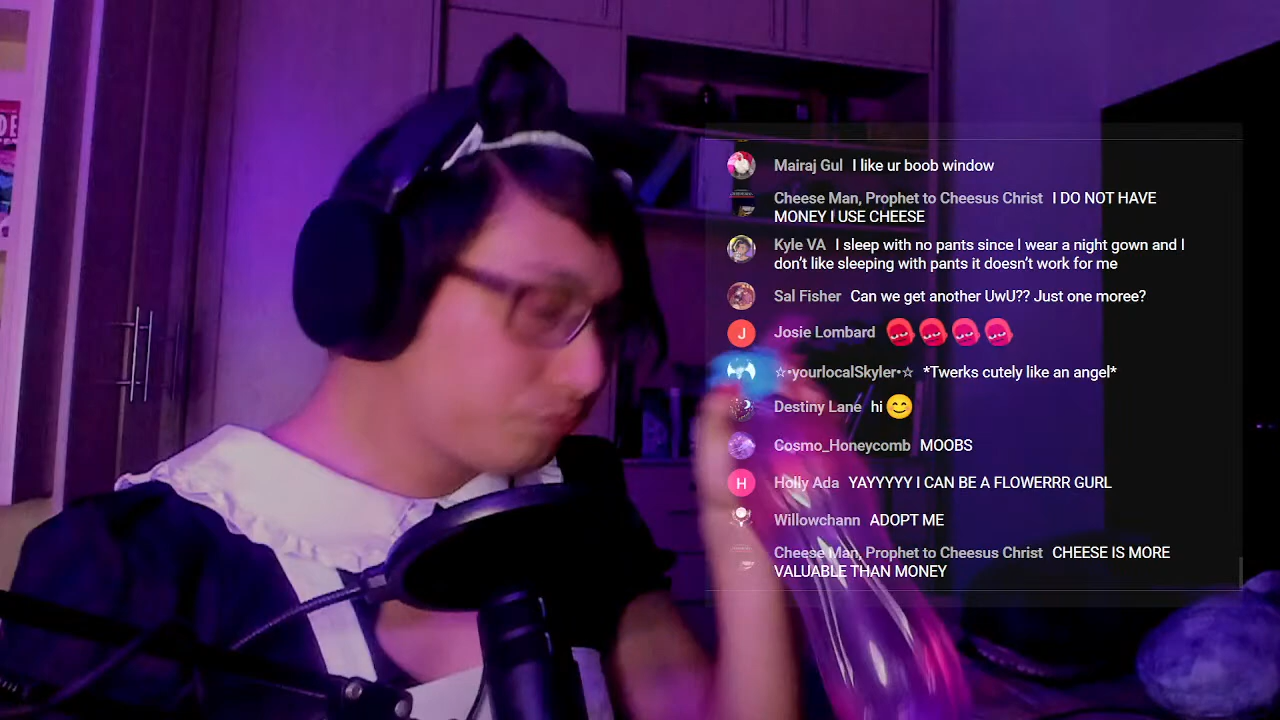 DE
Mairaj Gul I like ur boob window
Cheese Man, Prophet to Cheesus Christ I DO NOT HAVE
MONEY I USE CHEESE
Kyle VA I sleep with no pants since I wear a night gown and I
don’t like sleeping with pants it doesn’t work for me
Sal Fisher Can we get another UwU?? Just one moree?
J Josie Lombard
☆•yourlocalSkyler•☆ *Twerks cutely like an angel*
Destiny Lane hi 😊
Cosmo_Honeycomb MOOBS
H Holly Ada YAYYYYY I CAN BE A FLOWERRR GURL
Willowchann ADOPT ME
Cheese Man, Prophet to Cheesus Christ CHEESE IS MORE
VALUABLE THAN MONEY